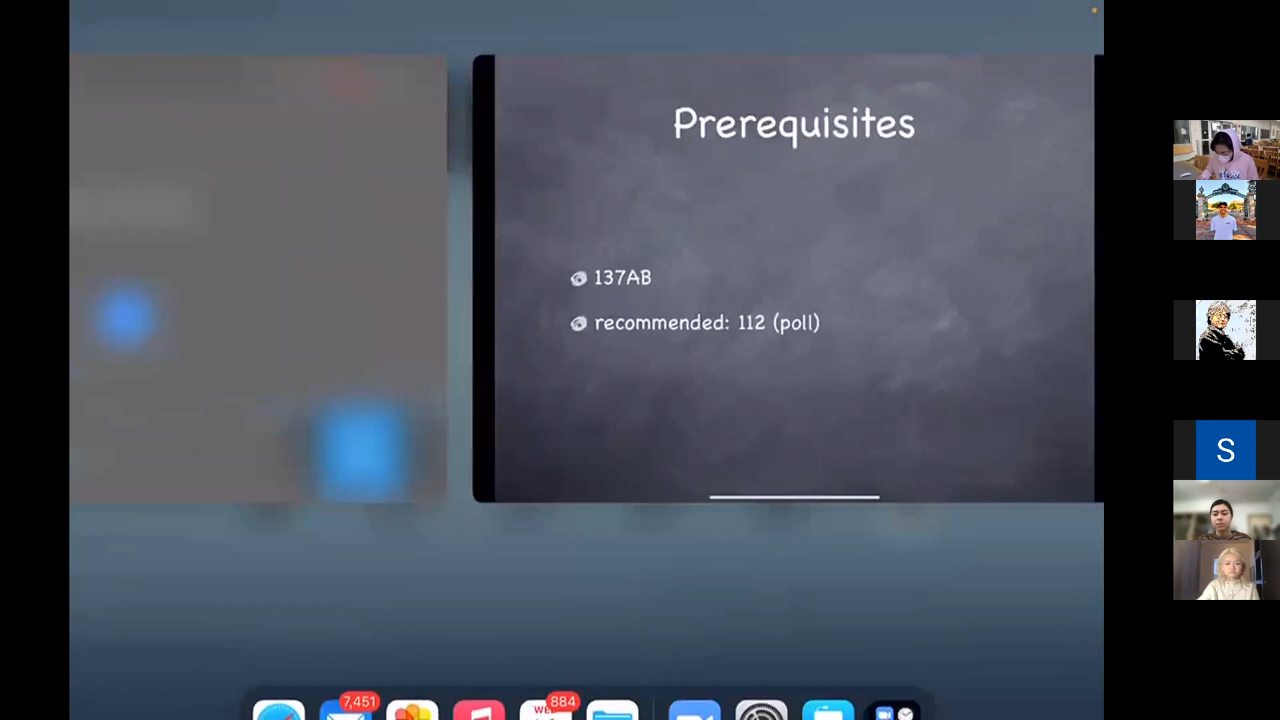 Prerequisites
137AB
recommended: 112 (poll)
S
7,451
884